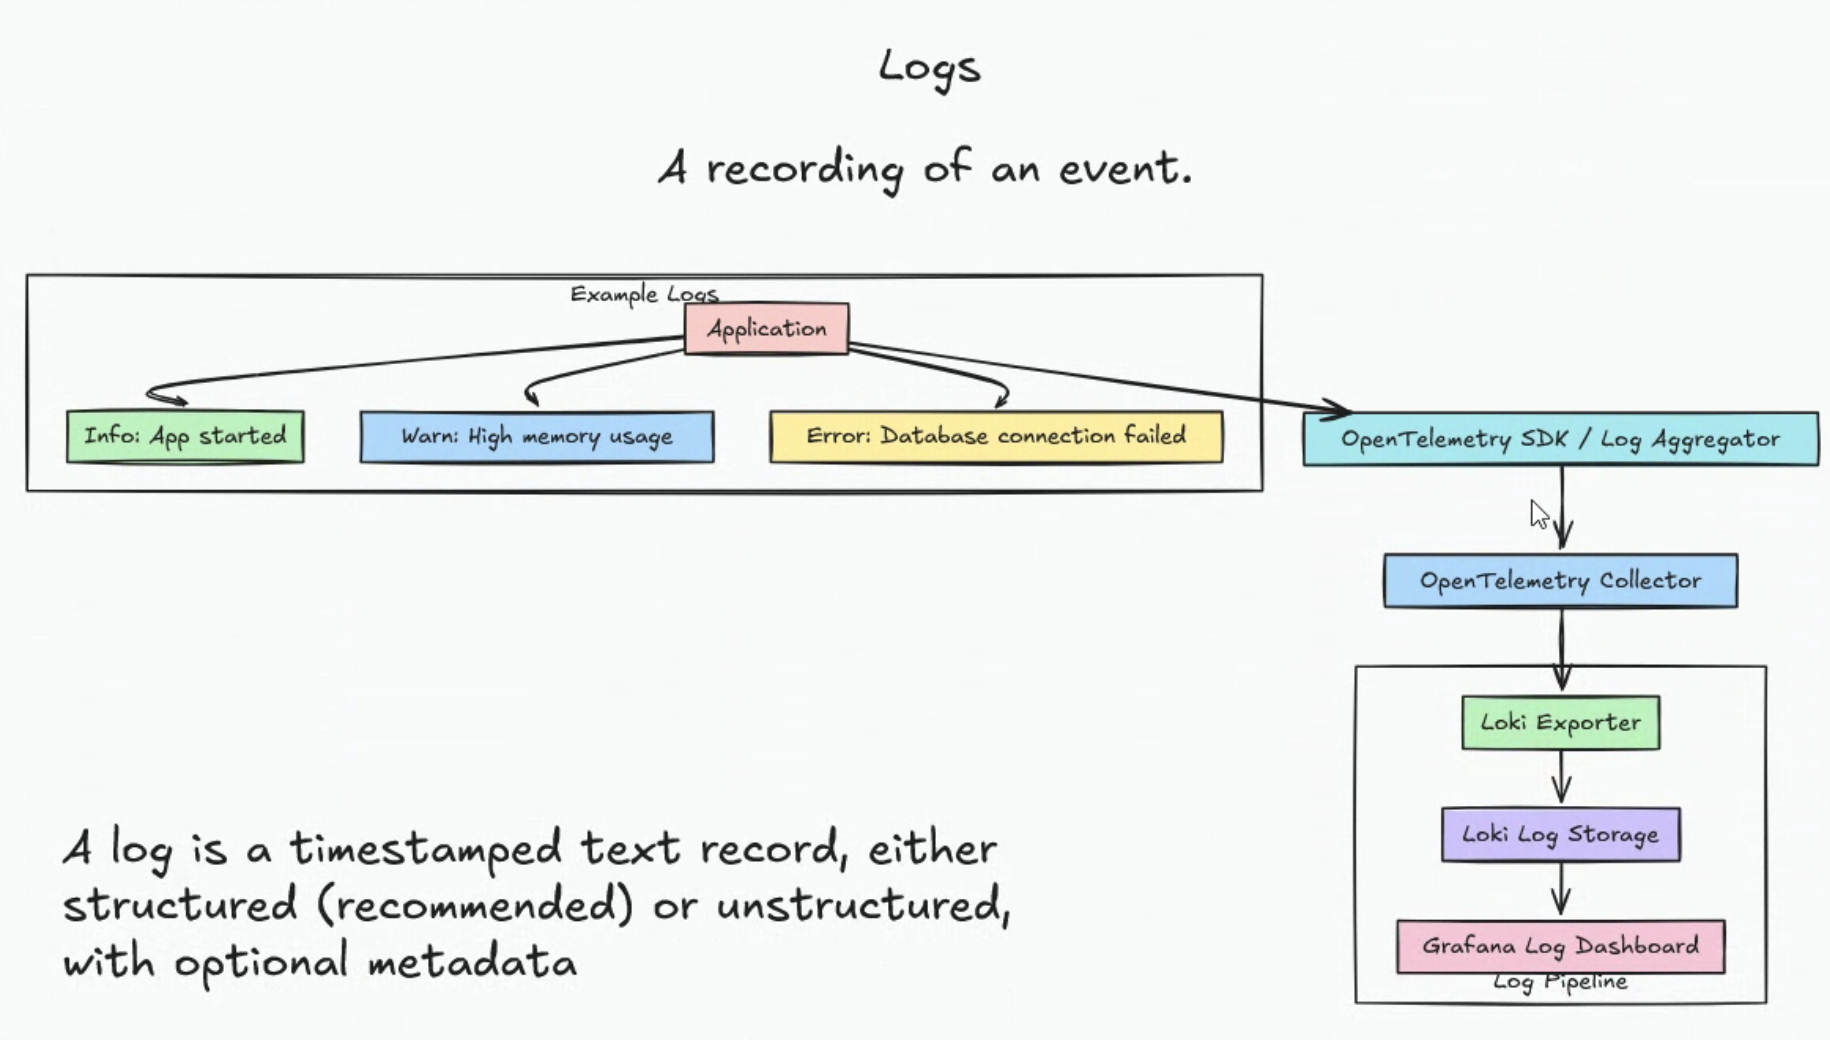 Logs
A recording of an event.
Example Logs
Application
Info: App started
Warn: High memory usage
Error: Database connection failed
OpenTelemetry SDK / Log Aggregator
OpenTelemetry Collector
Loki Exporter
Loki Log Storage
Grafana Log Dashboard
Log Pipeline
A log is a timestamped text record, either
structured (recommended) or unstructured,
with optional metadata